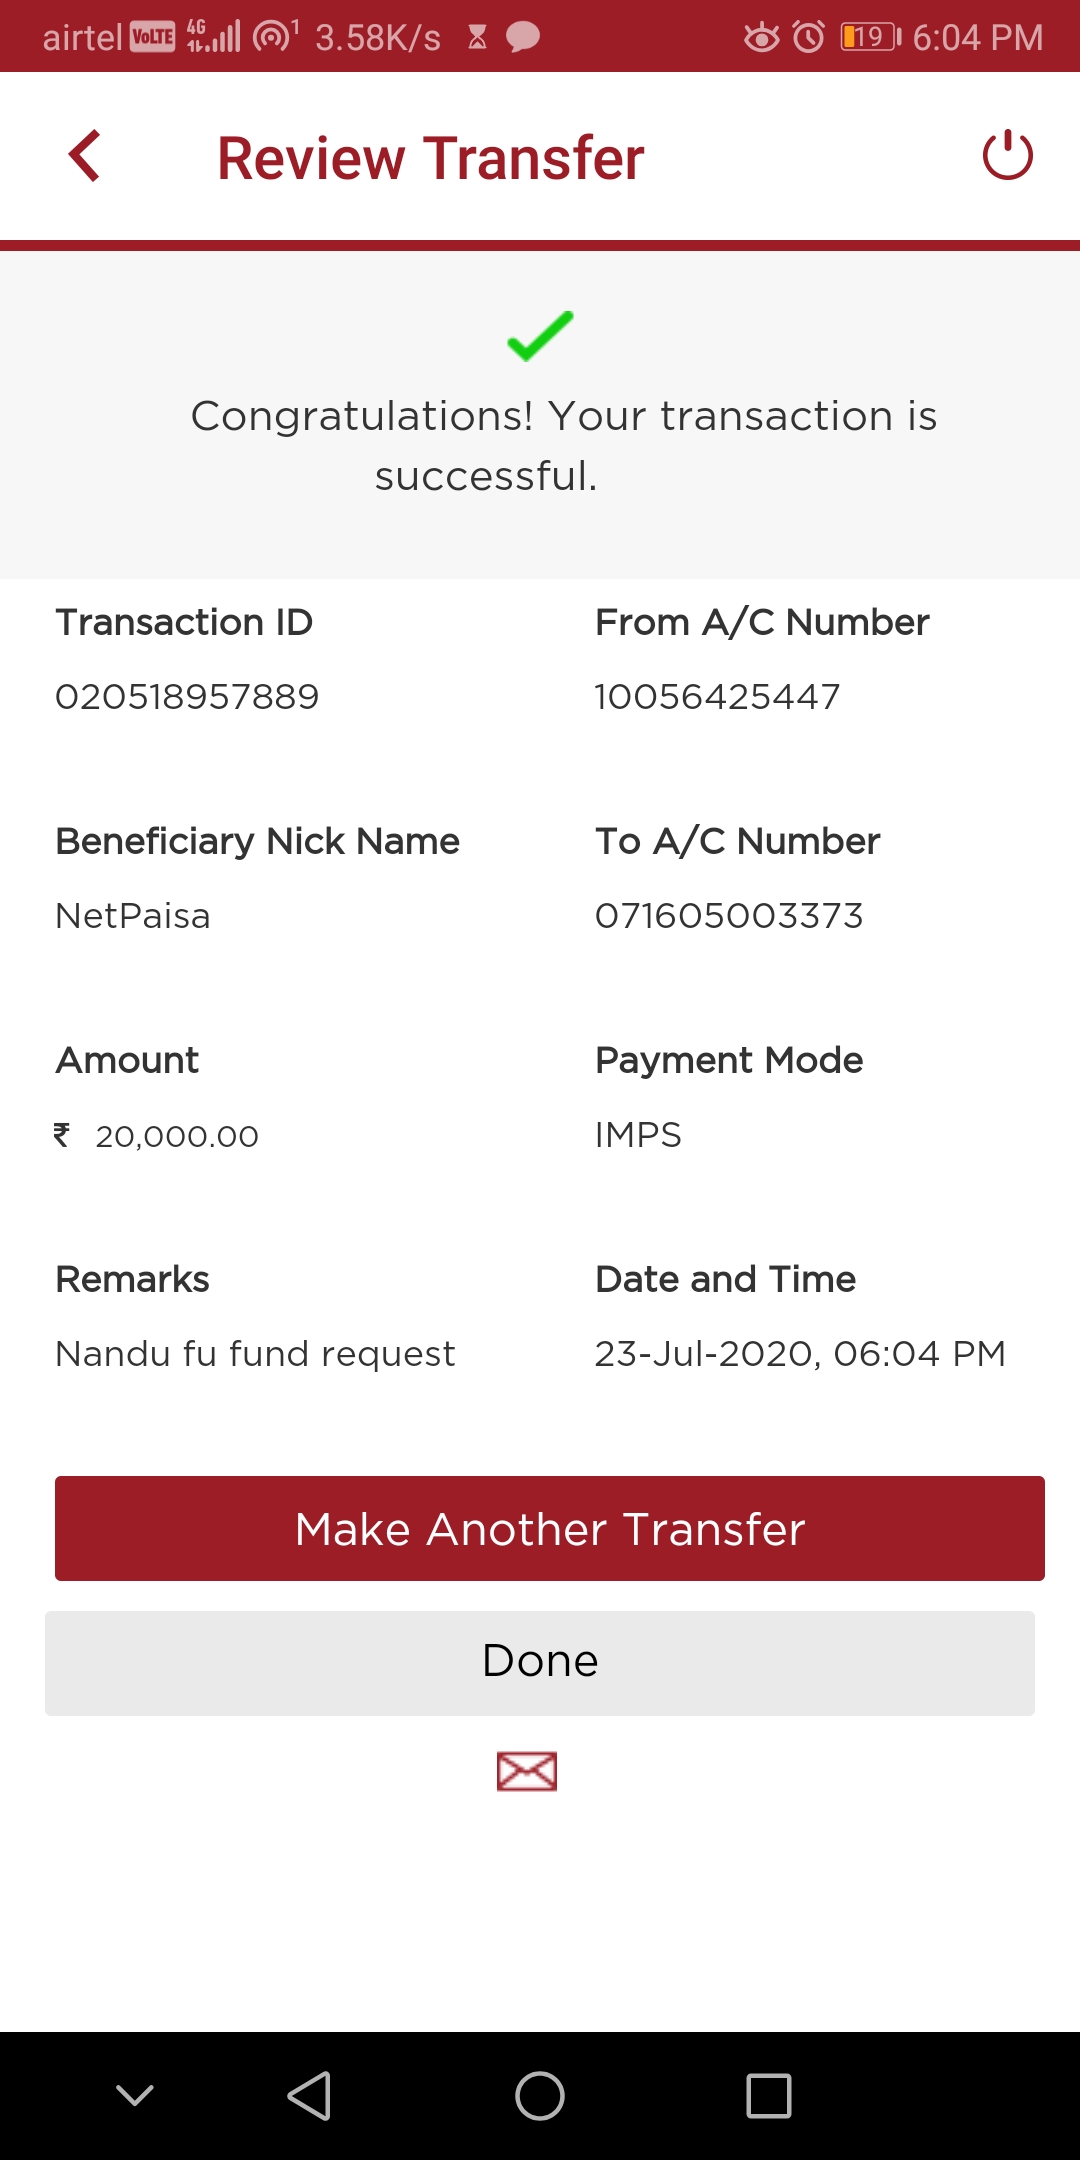 airtel VoLTE 4G 1 3.58K/s 19 6:04 PM
Review Transfer
Congratulations! Your transaction is
successful.
Transaction ID From A/C Number
020518957889 10056425447
Beneficiary Nick Name To A/C Number
NetPaisa 071605003373
Amount Payment Mode
₹ 20,000.00 IMPS
Remarks Date and Time
Nandu fu fund request 23-Jul-2020, 06:04 PM
Make Another Transfer
Done